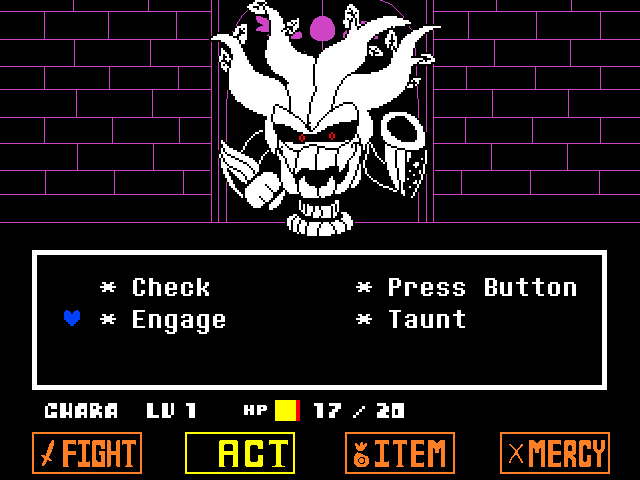 * Check * Press Button
* Engage * Taunt
CHARA LV 1 HP 17 / 20
FIGHT ACT ITEM MERCY